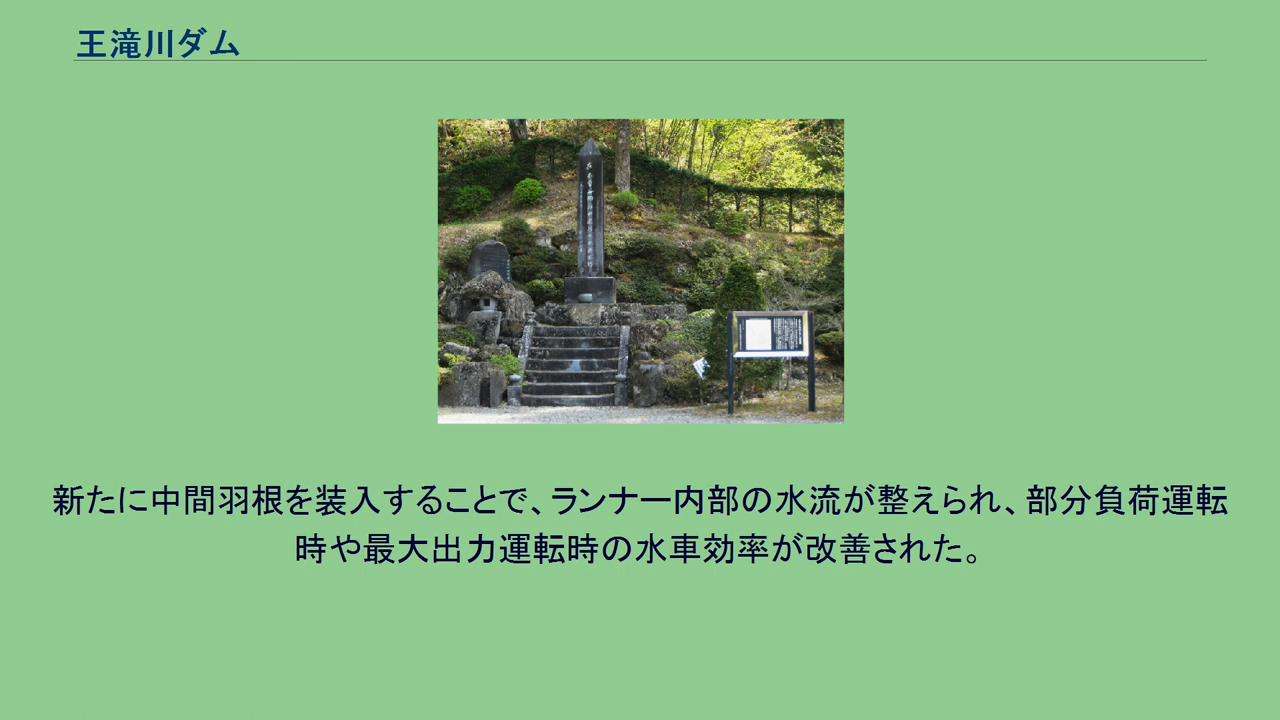 王滝川ダム
新たに中間羽根を装入することで、ランナー内部の水流が整えられ、部分負荷運転
時や最大出力運転時の水車効率が改善された。